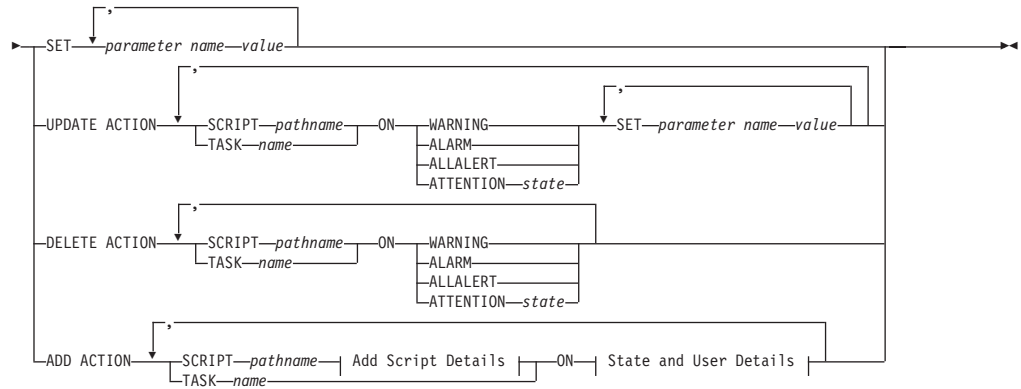 ,
SET parameter name value
,
,
UPDATE ACTION SCRIPT pathname ON WARNING SET parameter name value
TASK name ALARM
ALLALERT
ATTENTION state
,
DELETE ACTION SCRIPT pathname ON WARNING
TASK name ALARM
ALLALERT
ATTENTION state
,
ADD ACTION SCRIPT pathname Add Script Details ON State and User Details
TASK name